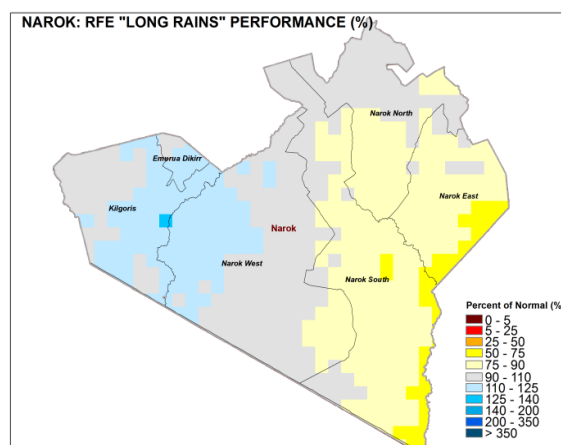 NAROK: RFE "LONG RAINS" PERFORMANCE (%)
Narok North
Emerua Dikirr
Narok East
Kilgoris
Narok
Narok West
Narok South
Percent of Normal (%
0 - 5
5 - 25
25 - 50
50 - 75
75 - 90
90 - 110
110 - 125
125 - 140
140 - 200
200 - 350
> 350